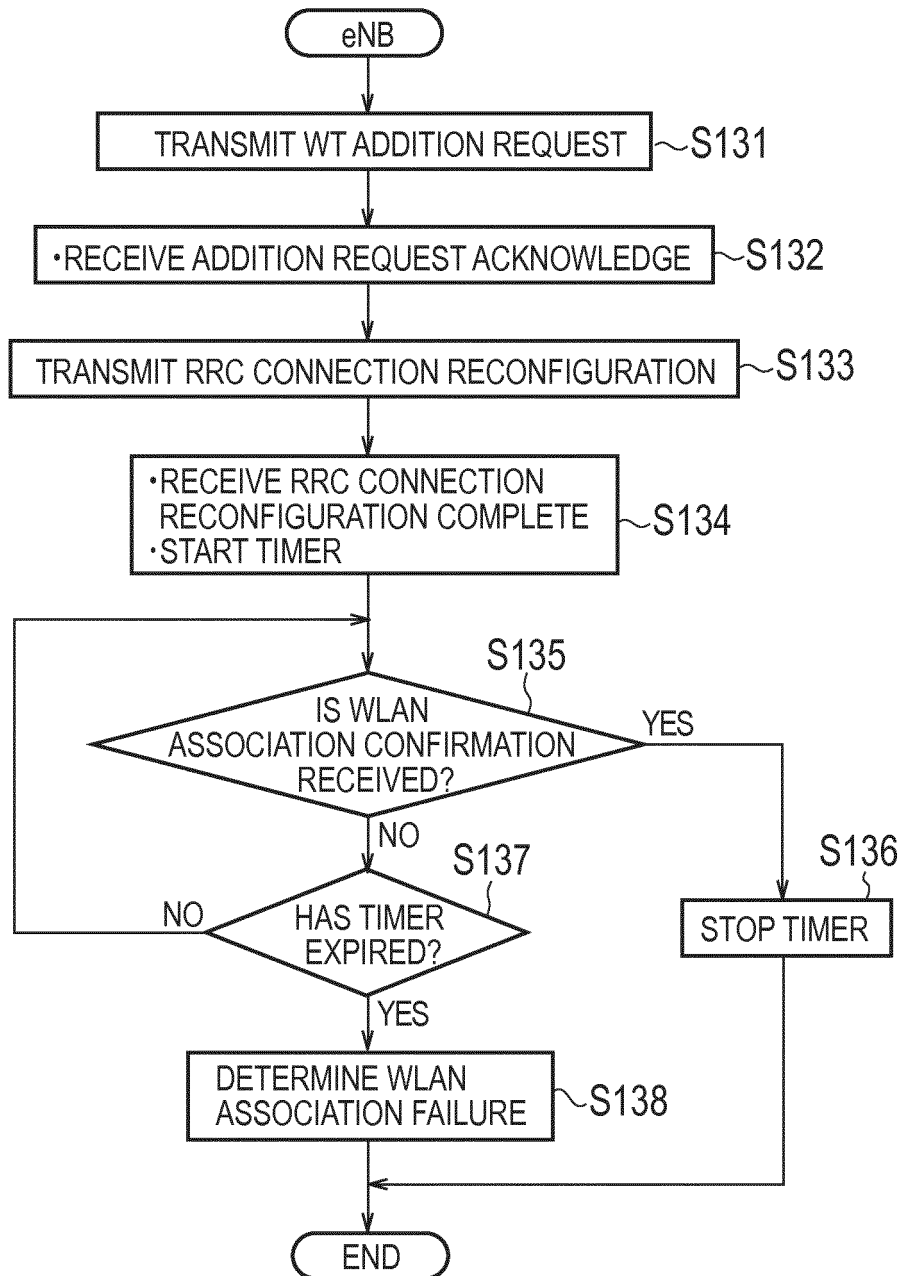 eNB
TRANSMIT WT ADDITION REQUEST
S131
・RECEIVE ADDITION REQUEST ACKNOWLEDGE
S132
TRANSMIT RRC CONNECTION RECONFIGURATION
S133
・RECEIVE RRC CONNECTION
RECONFIGURATION COMPLETE
・START TIMER
S134
S135
IS WLAN
ASSOCIATION CONFIRMATION
RECEIVED?
YES
NO
S137
HAS TIMER
EXPIRED?
NO
YES
S136
STOP TIMER
DETERMINE WLAN
ASSOCIATION FAILURE
S138
END